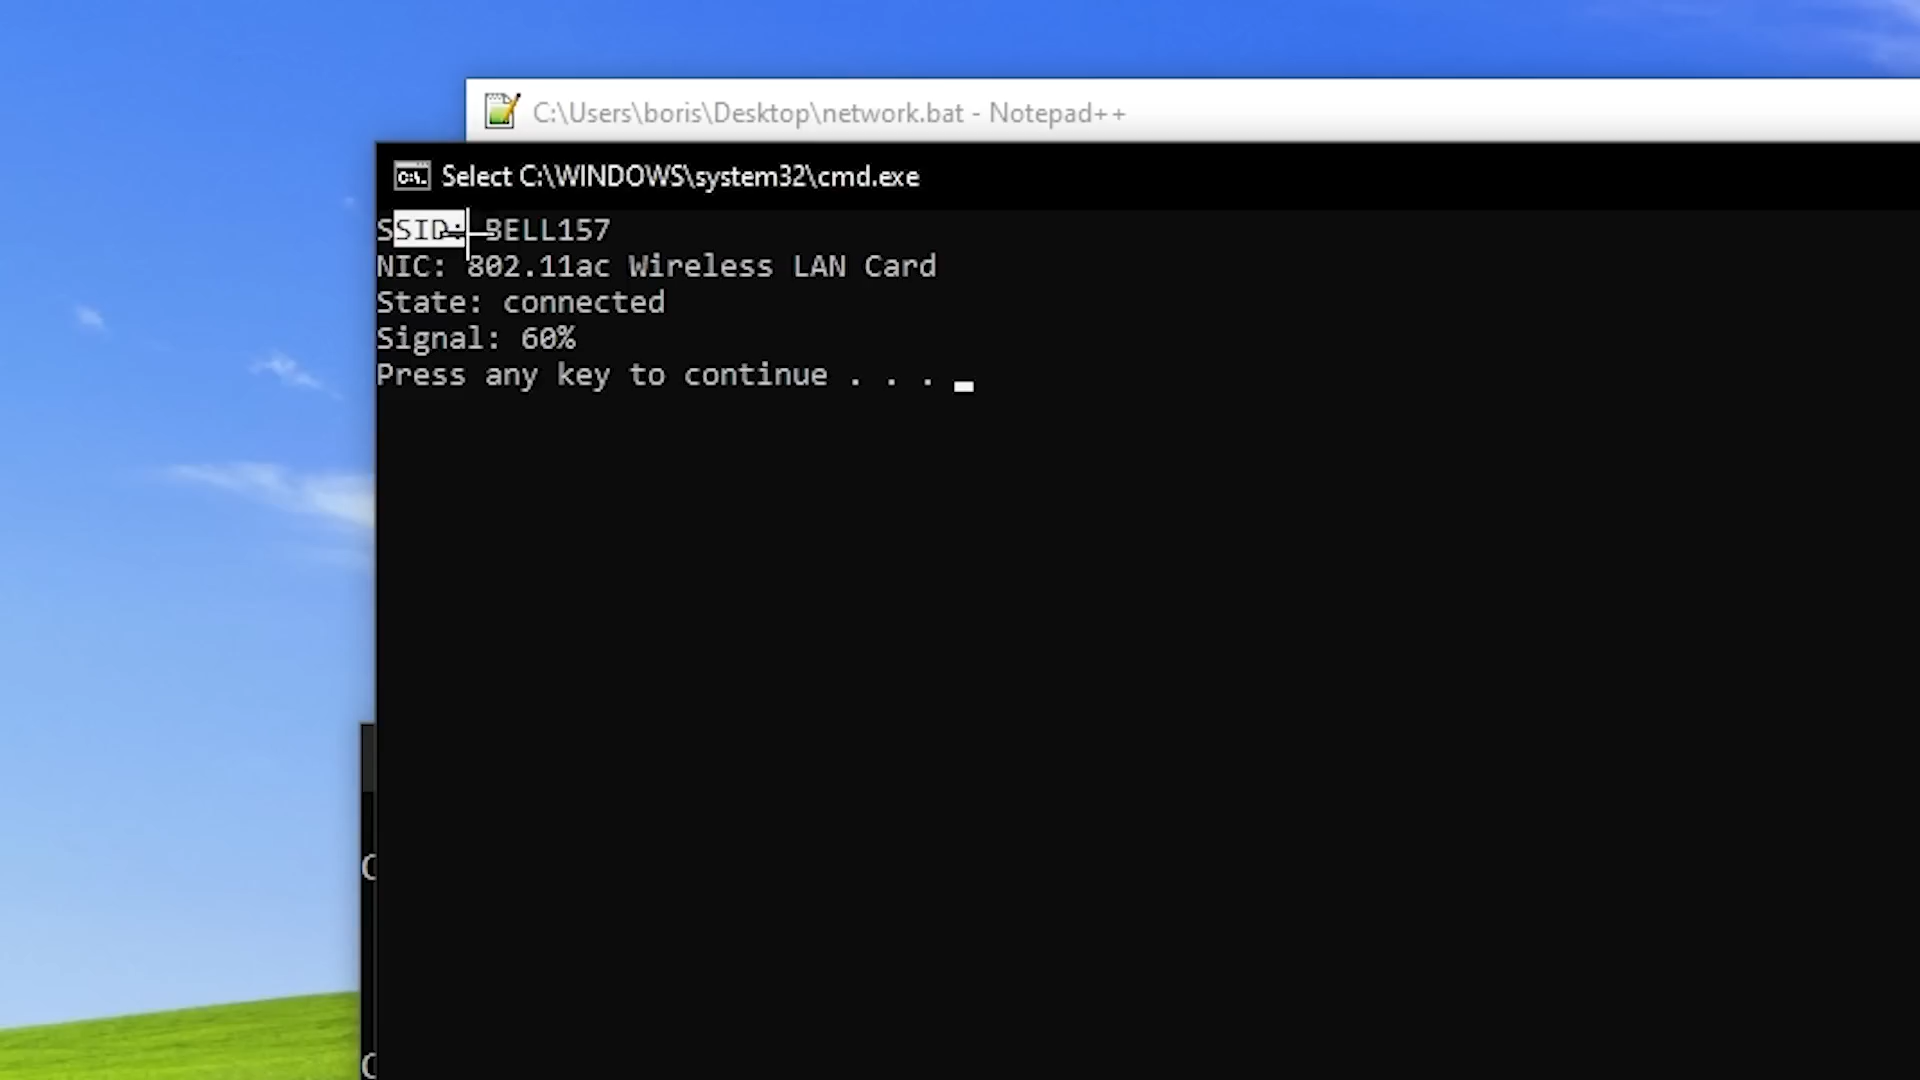 C:\Users\boris\Desktop\network.bat - Notepad++
Select C:\WINDOWS\system32\cmd.exe
SSID: BELL157
NIC: 802.11ac Wireless LAN Card
State: connected
Signal: 60%
Press any key to continue . . .
C
C